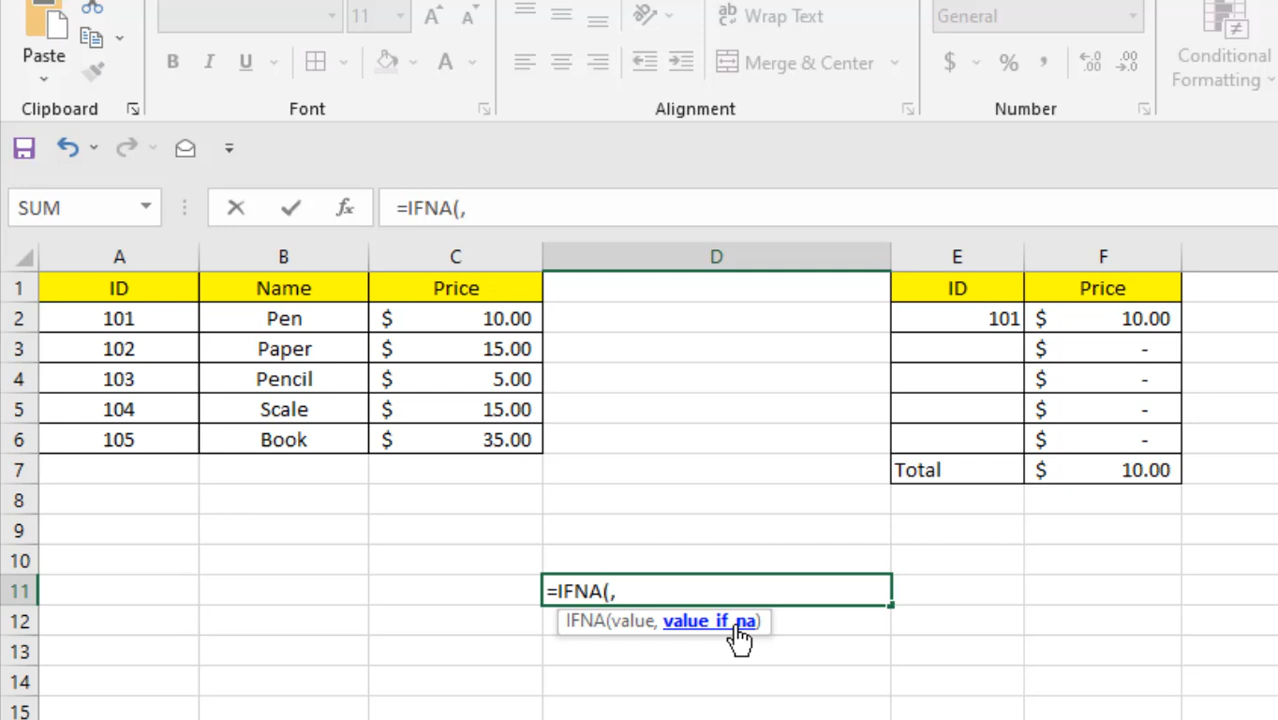 11
Wrap Text
General
Paste
B I U A
Merge & Center
$ % ,
Conditional
Formatting
Clipboard
Font
Alignment
Number
SUM
fx
=IFNA(,
A B C D E F
1 ID Name Price ID Price
2 101 Pen $ 10.00 101 $ 10.00
3 102 Paper $ 15.00 $ -
4 103 Pencil $ 5.00 $ -
5 104 Scale $ 15.00 $ -
6 105 Book $ 35.00 $ -
7 Total $ 10.00
8
9
10
11 =IFNA(,
12 IFNA(value, value_if_na)
13
14
15